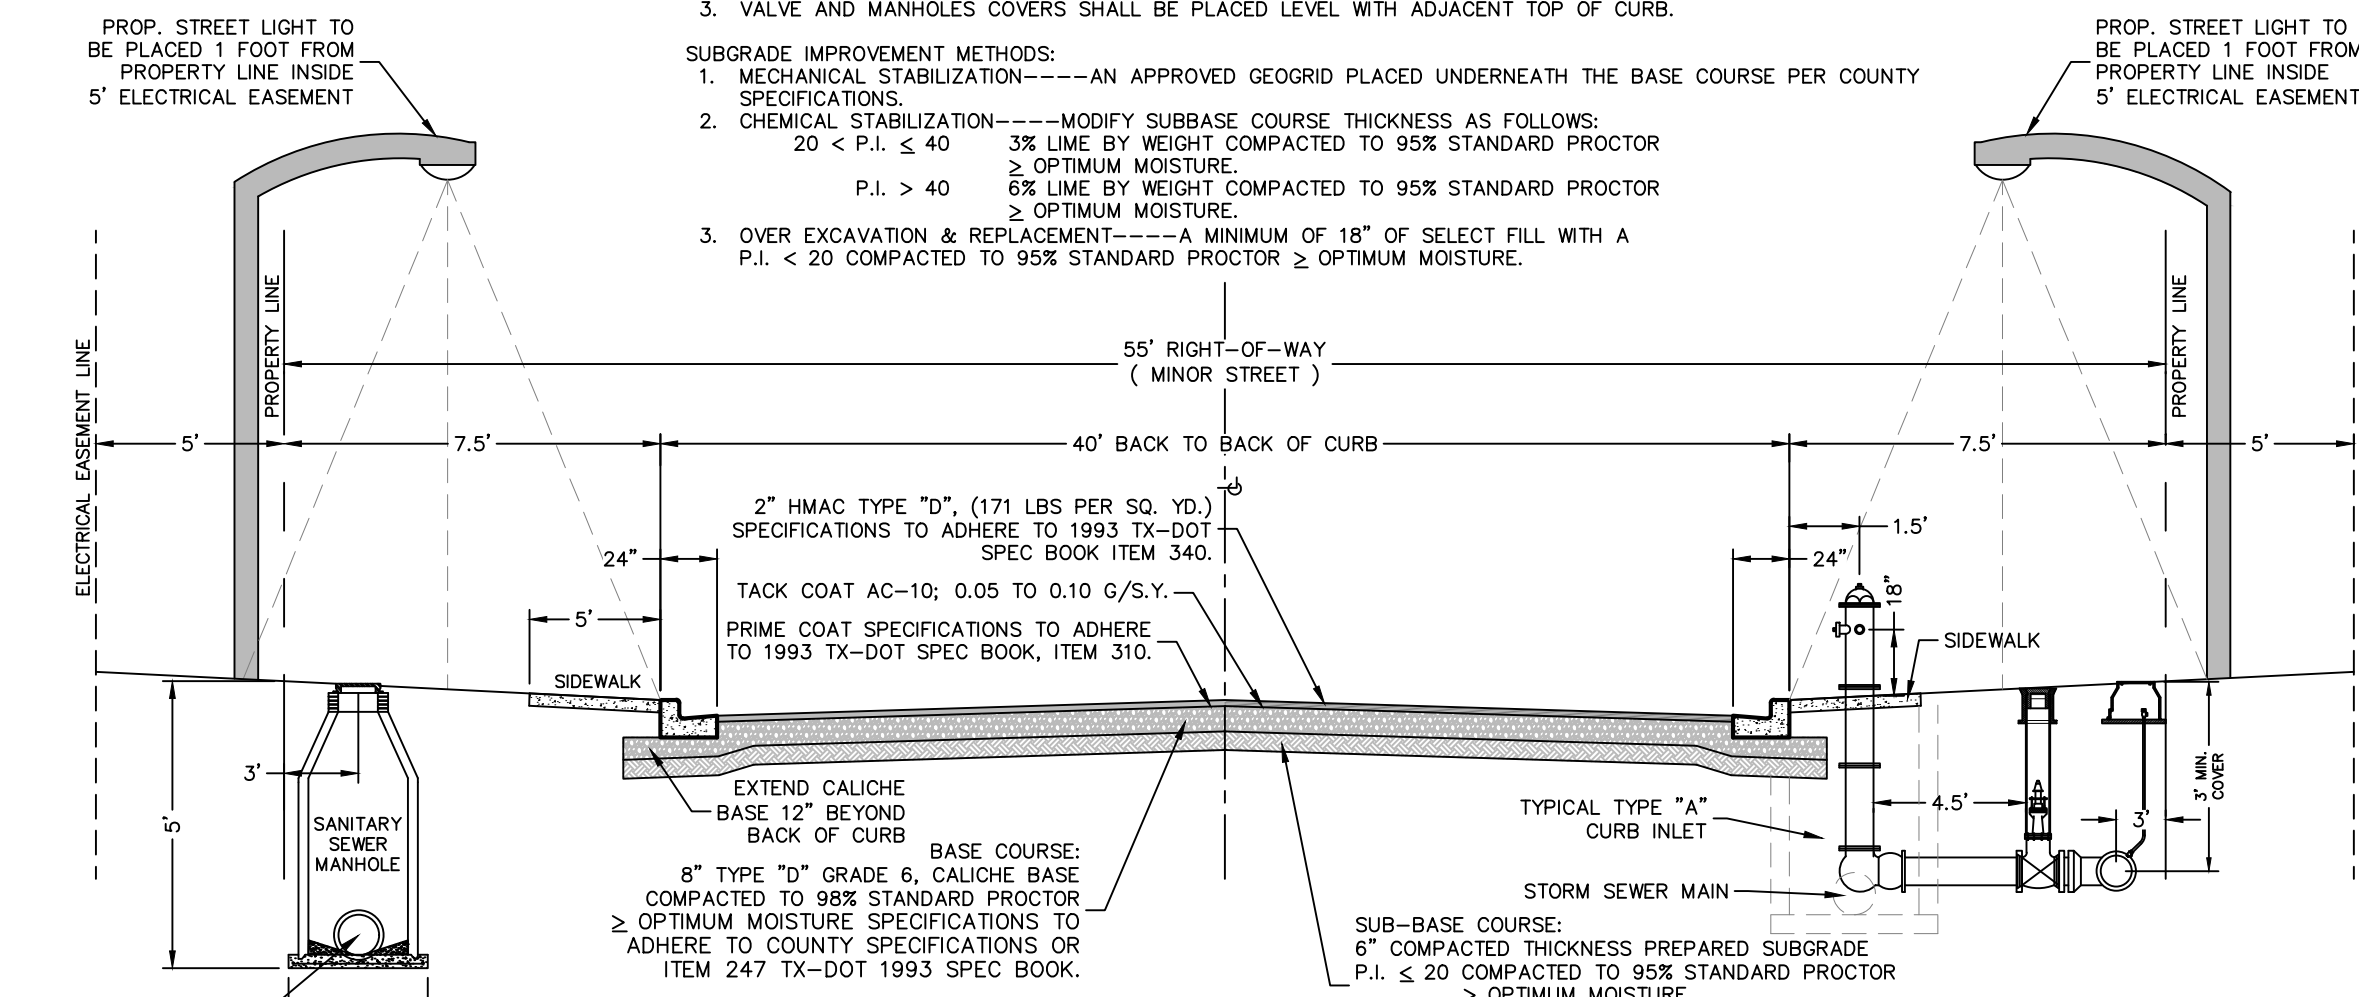 3. VALVE AND MANHOLES COVERS SHALL BE PLACED LEVEL WITH ADJACENT TOP OF CURB.
PROP. STREET LIGHT TO
BE PLACED 1 FOOT FROM
PROPERTY LINE INSIDE
5' ELECTRICAL EASEMENT
SUBGRADE IMPROVEMENT METHODS:
1. MECHANICAL STABILIZATION----AN APPROVED GEOGRID PLACED UNDERNEATH THE BASE COURSE PER COUNTY
SPECIFICATIONS.
2. CHEMICAL STABILIZATION----MODIFY SUBBASE COURSE THICKNESS AS FOLLOWS:
20 < P.I. ≤ 40 3% LIME BY WEIGHT COMPACTED TO 95% STANDARD PROCTOR
≥ OPTIMUM MOISTURE.
P.I. > 40 6% LIME BY WEIGHT COMPACTED TO 95% STANDARD PROCTOR
≥ OPTIMUM MOISTURE.
3. OVER EXCAVATION & REPLACEMENT----A MINIMUM OF 18" OF SELECT FILL WITH A
P.I. < 20 COMPACTED TO 95% STANDARD PROCTOR ≥ OPTIMUM MOISTURE.
PROP. STREET LIGHT TO
BE PLACED 1 FOOT FROM
PROPERTY LINE INSIDE
5' ELECTRICAL EASEMENT
ELECTRICAL EASEMENT LINE
PROPERTY LINE
55' RIGHT-OF-WAY
( MINOR STREET )
PROPERTY LINE
5'
7.5'
40' BACK TO BACK OF CURB
7.5'
5'
2" HMAC TYPE "D", (171 LBS PER SQ. YD.)
SPECIFICATIONS TO ADHERE TO 1993 TX-DOT
SPEC BOOK ITEM 340.
24"
TACK COAT AC-10; 0.05 TO 0.10 G/S.Y.
PRIME COAT SPECIFICATIONS TO ADHERE
TO 1993 TX-DOT SPEC BOOK, ITEM 310.
5'
SIDEWALK
1.5'
24"
18"
SIDEWALK
3'
5'
SANITARY
SEWER
MANHOLE
EXTEND CALICHE
BASE 12" BEYOND
BACK OF CURB
BASE COURSE:
8" TYPE "D" GRADE 6, CALICHE BASE
COMPACTED TO 98% STANDARD PROCTOR
≥ OPTIMUM MOISTURE SPECIFICATIONS TO
ADHERE TO COUNTY SPECIFICATIONS OR
ITEM 247 TX-DOT 1993 SPEC BOOK.
TYPICAL TYPE "A"
CURB INLET
STORM SEWER MAIN
4.5'
3'
3' MIN.
COVER
SUB-BASE COURSE:
6" COMPACTED THICKNESS PREPARED SUBGRADE
P.I. ≤ 20 COMPACTED TO 95% STANDARD PROCTOR
≥ OPTIMUM MOISTURE